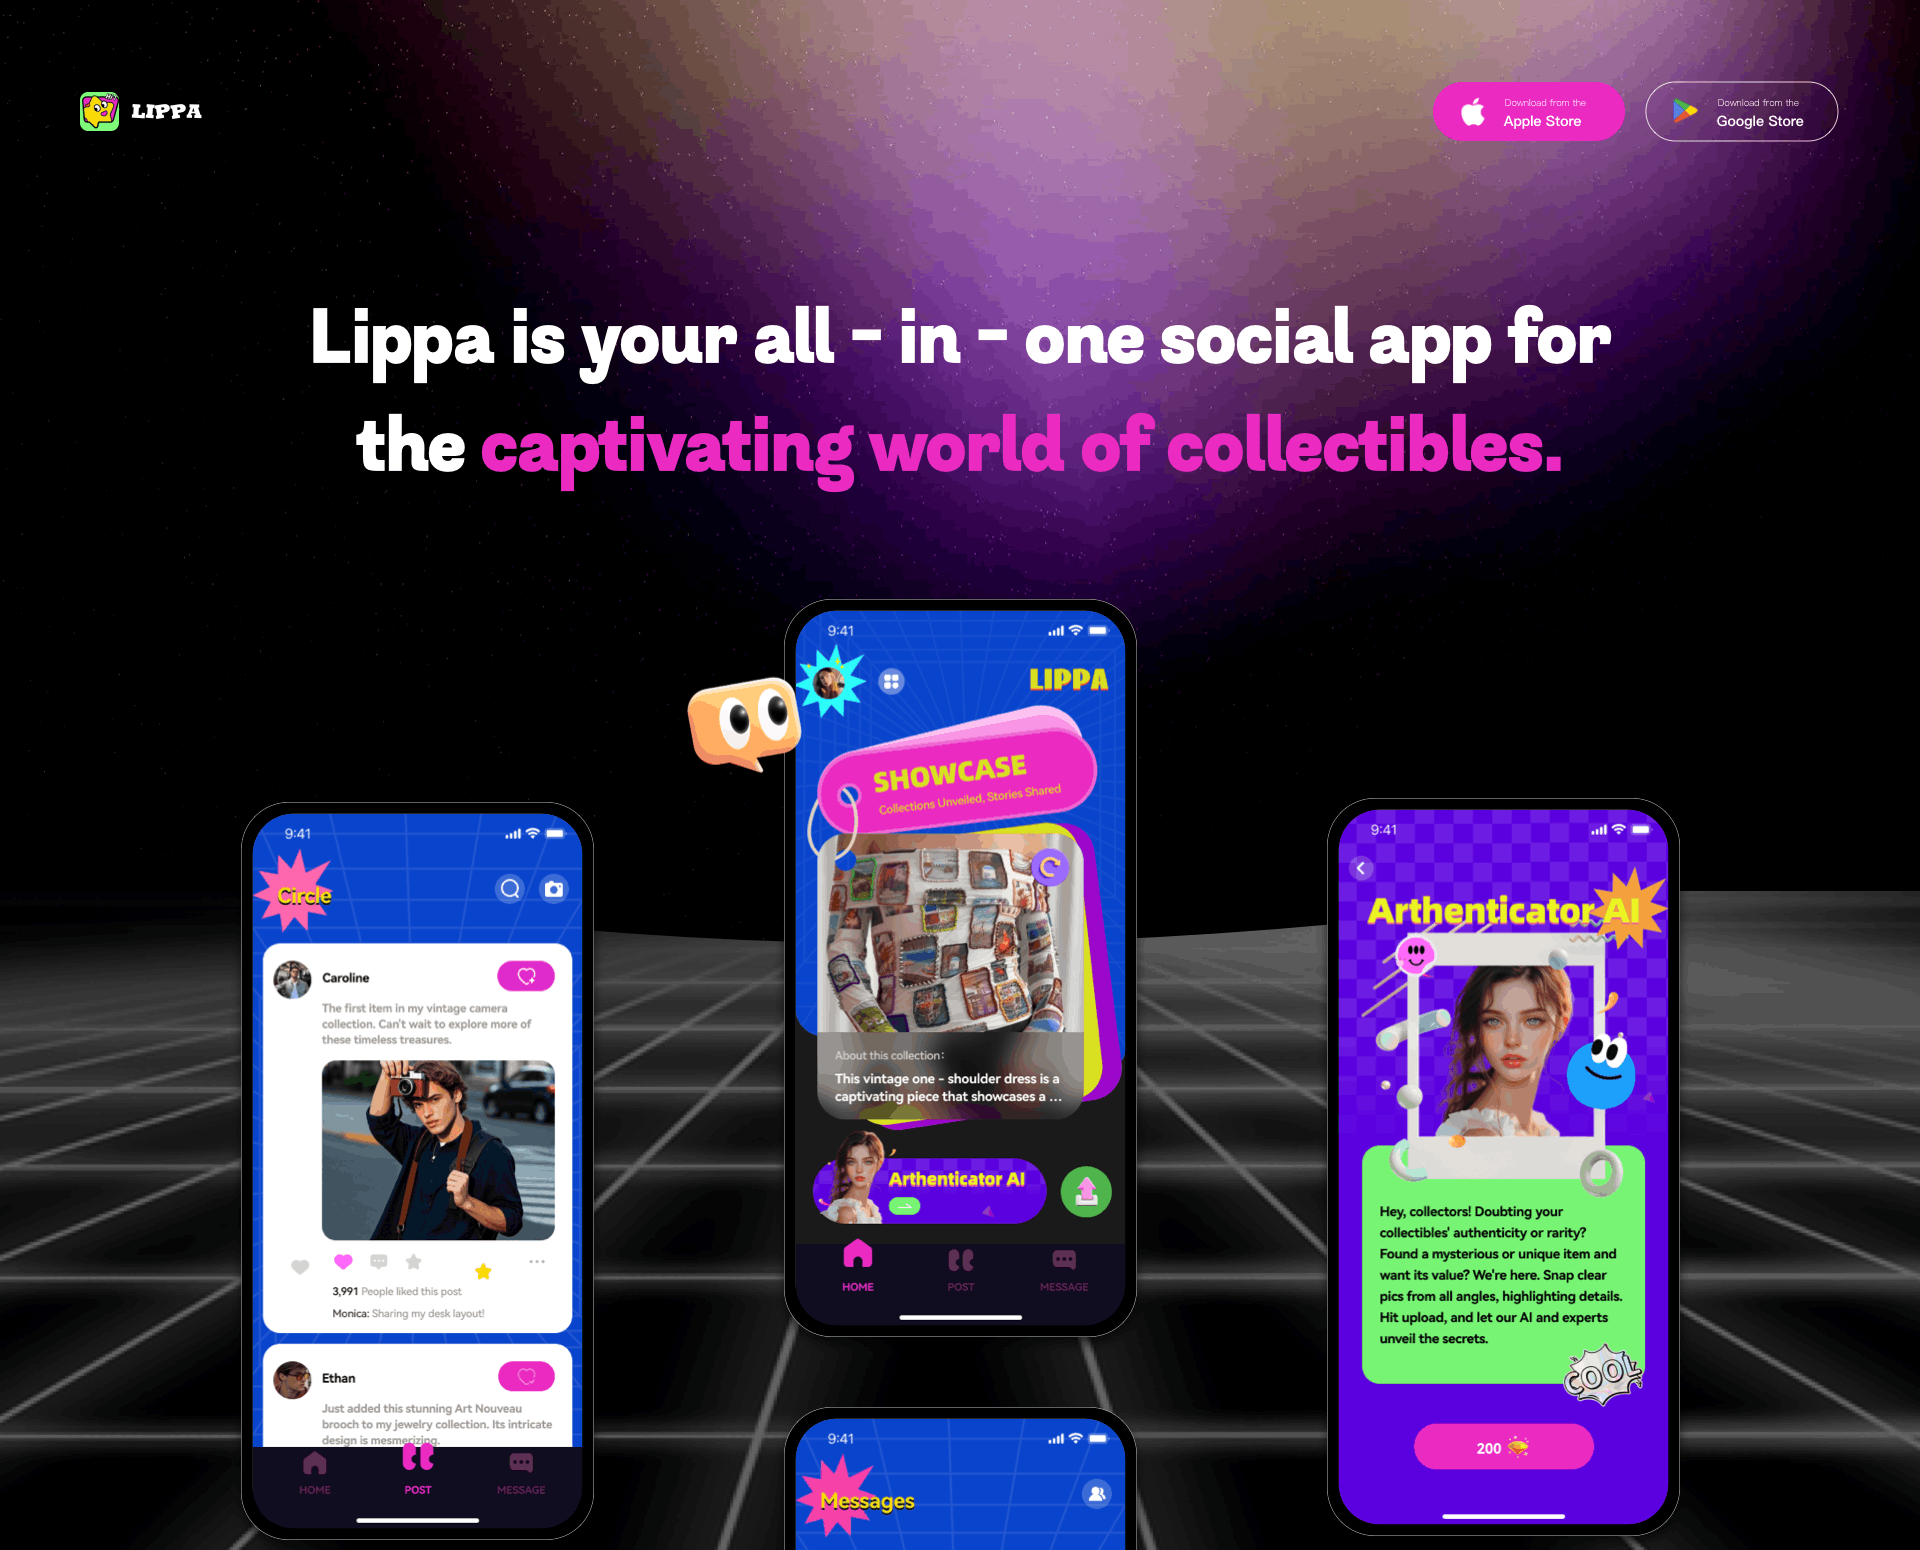 LIPPA
Download from the
Apple Store
Download from the
Google Store
Lippa is your all - in - one social app for
the captivating world of collectibles.
9:41
LIPPA
SHOWCASE
Collections Unveiled, Stories Shared
About this collection:
This vintage one - shoulder dress is a
captivating piece that showcases a ...
Arthenticator AI
HOME
POST
MESSAGE
9:41
Circle
Caroline
The first item in my vintage camera
collection. Can't wait to explore more of
these timeless treasures.
3,991 People liked this post
Monica: Sharing my desk layout!
Ethan
Just added this stunning Art Nouveau
brooch to my jewelry collection. Its intricate
design is mesmerizing.
HOME
POST
MESSAGE
9:41
Arthenticator AI
Hey, collectors! Doubting your
collectibles' authenticity or rarity?
Found a mysterious or unique item and
want its value? We're here. Snap clear
pics from all angles, highlighting details.
Hit upload, and let our AI and experts
unveil the secrets.
COOL
200
9:41
Messages